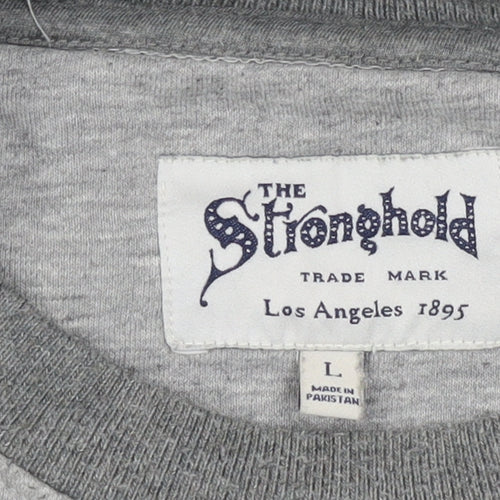 THE
Stronghold
TRADE MARK
Los Angeles 1895
L
MADE IN
PAKISTAN